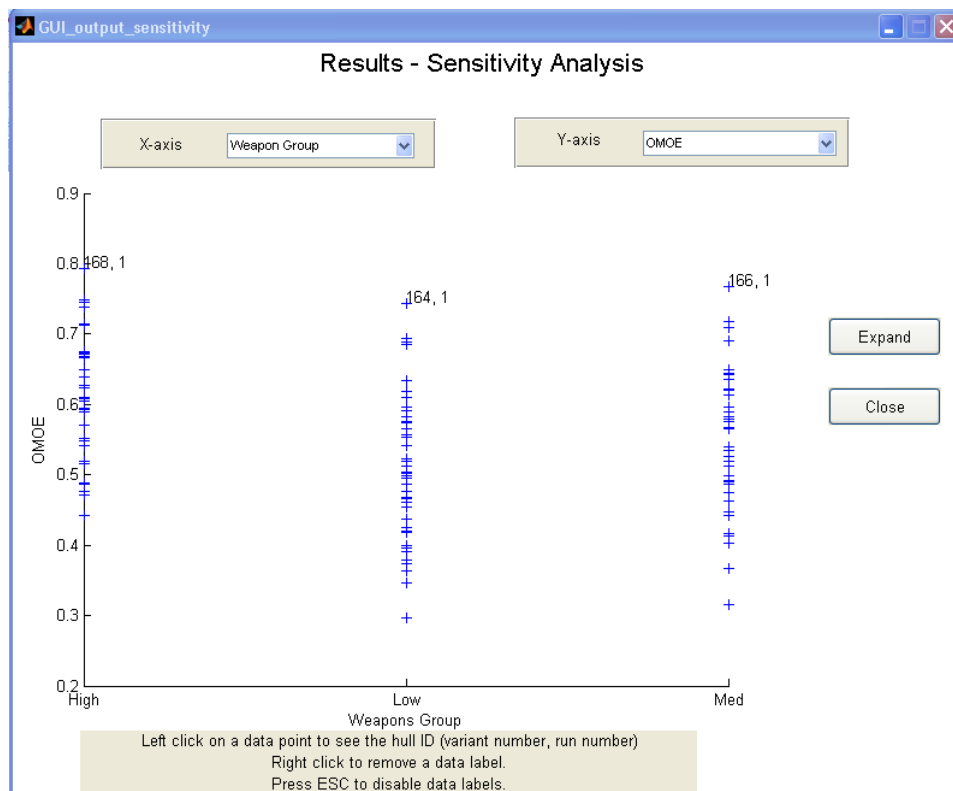 GUI_output_sensitivity
Results - Sensitivity Analysis
X-axis
Weapon Group
Y-axis
OMOE
0.9
0.8
168, 1
164, 1
166, 1
0.7
0.6
0.5
0.4
0.3
0.2
OMOE
Expand
Close
High
Low
Med
Weapons Group
Left click on a data point to see the hull ID (variant number, run number)
Right click to remove a data label.
Press ESC to disable data labels.